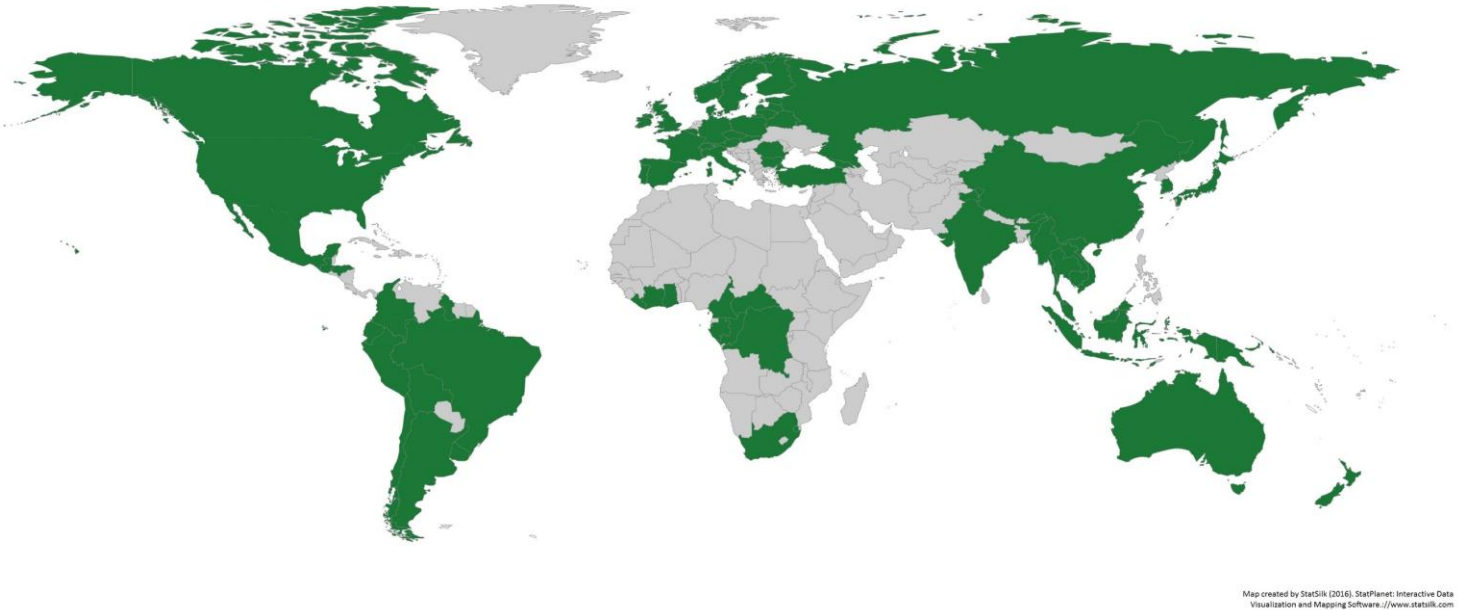 Map created by StatSilk (2016). StatPlanet: Interactive Data
Visualization and Mapping Software.://www.statsilk.com